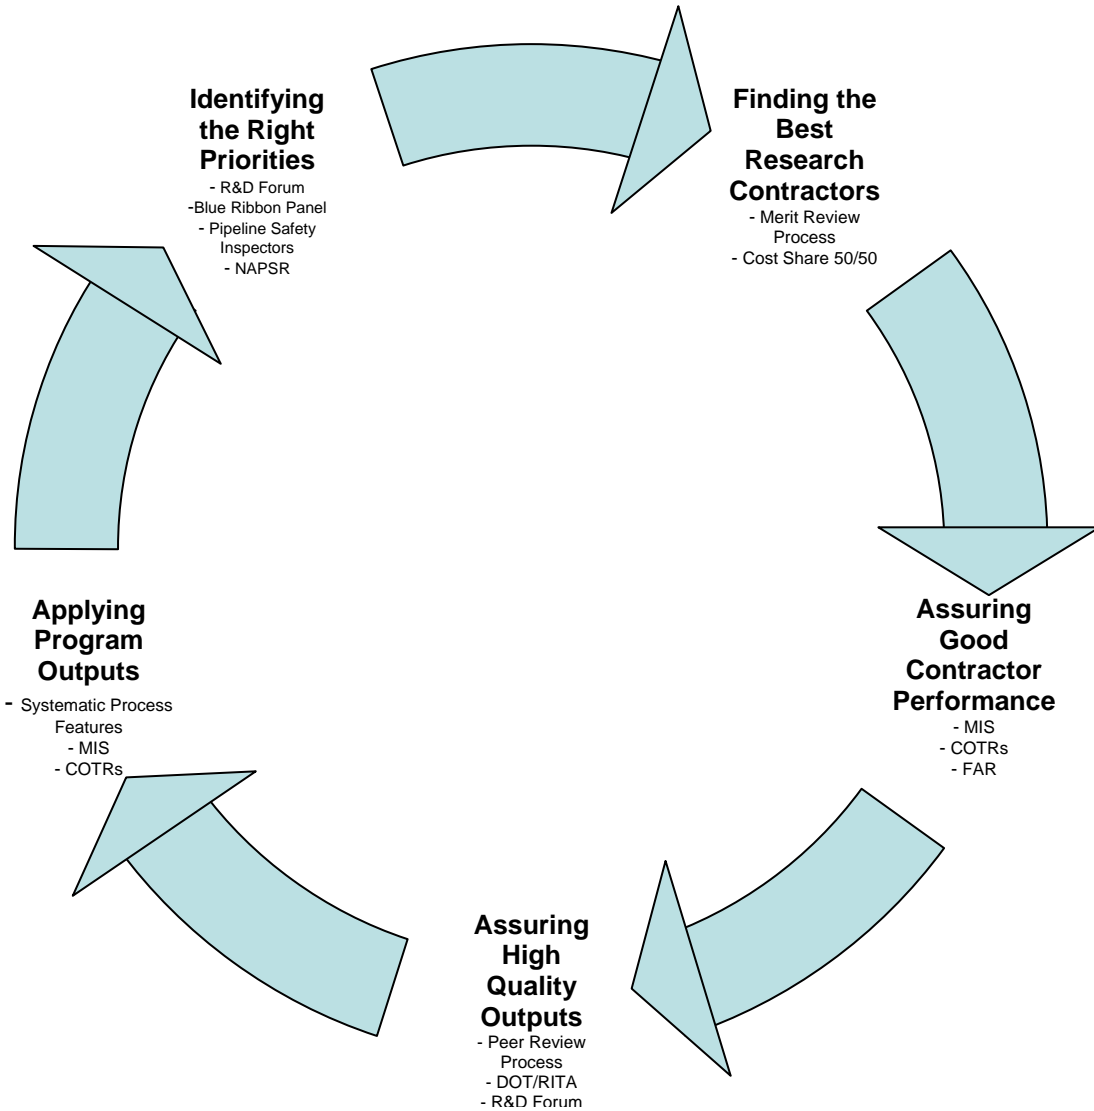 Identifying
the Right
Priorities
- R&D Forum
-Blue Ribbon Panel
- Pipeline Safety
Inspectors
- NAPSR
Finding the
Best
Research
Contractors
- Merit Review
Process
- Cost Share 50/50
Assuring
Good
Contractor
Performance
- MIS
- COTRs
- FAR
Assuring
High
Quality
Outputs
- Peer Review
Process
- DOT/RITA
- R&D Forum
Applying
Program
Outputs
- Systematic Process
Features
- MIS
- COTRs